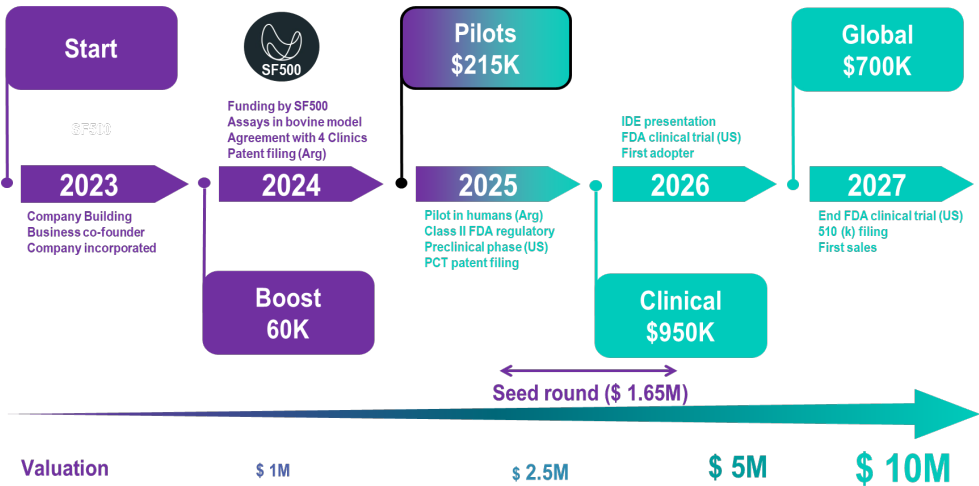 Start
SF500
SF500
Funding by SF500
Assays in bovine model
Agreement with 4 Clinics
Patent filing (Arg)
Pilots
$215K
IDE presentation
FDA clinical trial (US)
First adopter
Global
$700K
2023
2024
2025
2026
2027
Company Building
Business co-founder
Company incorporated
Boost
60K
Pilot in humans (Arg)
Class II FDA regulatory
Preclinical phase (US)
PCT patent filing
Clinical
$950K
End FDA clinical trial (US)
510 (k) filing
First sales
Seed round ($ 1.65M)
Valuation
$ 1M
$ 2.5M
$ 5M
$ 10M